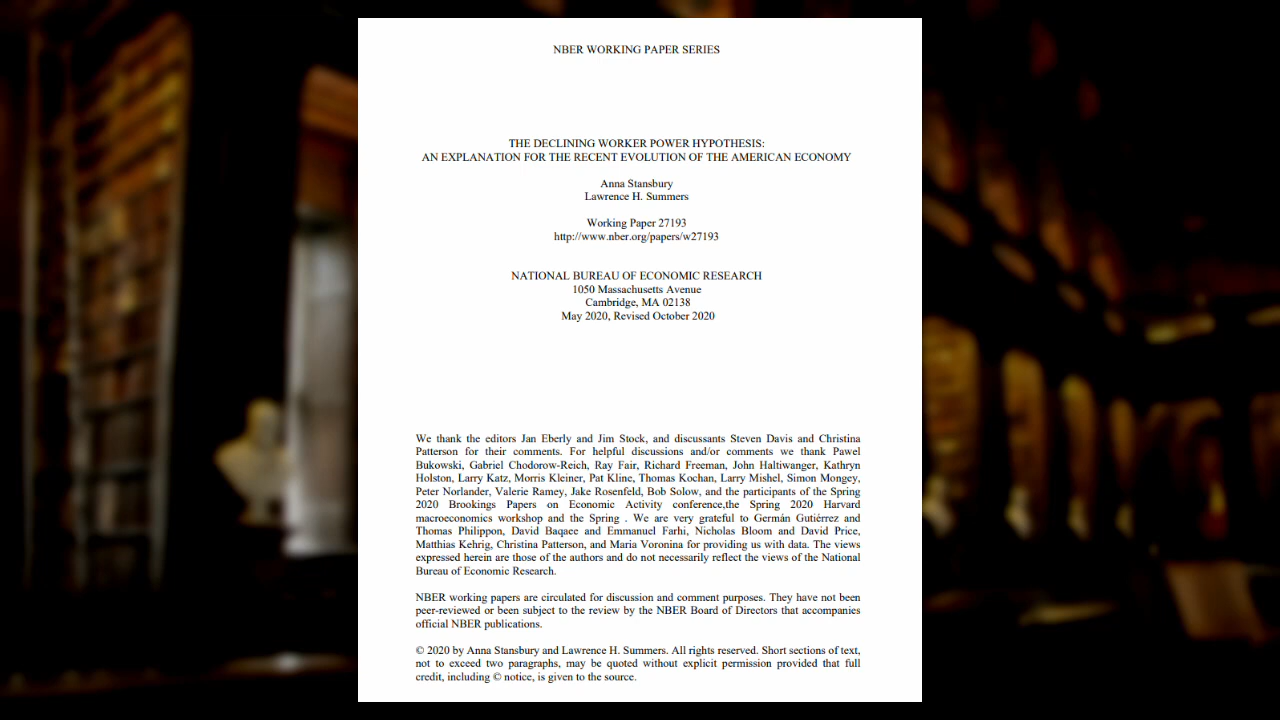 NBER WORKING PAPER SERIES
THE DECLINING WORKER POWER HYPOTHESIS:
AN EXPLANATION FOR THE RECENT EVOLUTION OF THE AMERICAN ECONOMY
Anna Stansbury
Lawrence H. Summers
Working Paper 27193
http://www.nber.org/papers/w27193
NATIONAL BUREAU OF ECONOMIC RESEARCH
1050 Massachusetts Avenue
Cambridge, MA 02138
May 2020, Revised October 2020
We thank the editors Jan Eberly and Jim Stock, and discussants Steven Davis and Christina
Patterson for their comments. For helpful discussions and/or comments we thank Pawel
Bukowski, Gabriel Chodorow-Reich, Ray Fair, Richard Freeman, John Haltiwanger, Kathryn
Holston, Larry Katz, Morris Kleiner, Pat Kline, Thomas Kochan, Larry Mishel, Simon Mongey,
Peter Norlander, Valerie Ramey, Jake Rosenfeld, Bob Solow, and the participants of the Spring
2020 Brookings Papers on Economic Activity conference,the Spring 2020 Harvard
macroeconomics workshop and the Spring . We are very grateful to Germán Gutiérrez and
Thomas Philippon, David Baqaee and Emmanuel Farhi, Nicholas Bloom and David Price,
Matthias Kehrig, Christina Patterson, and Maria Voronina for providing us with data. The views
expressed herein are those of the authors and do not necessarily reflect the views of the National
Bureau of Economic Research.
NBER working papers are circulated for discussion and comment purposes. They have not been
peer-reviewed or been subject to the review by the NBER Board of Directors that accompanies
official NBER publications.
© 2020 by Anna Stansbury and Lawrence H. Summers. All rights reserved. Short sections of text,
not to exceed two paragraphs, may be quoted without explicit permission provided that full
credit, including © notice, is given to the source.